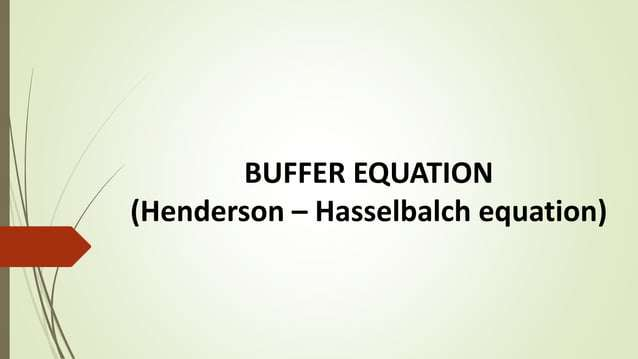 BUFFER EQUATION
(Henderson – Hasselbalch equation)